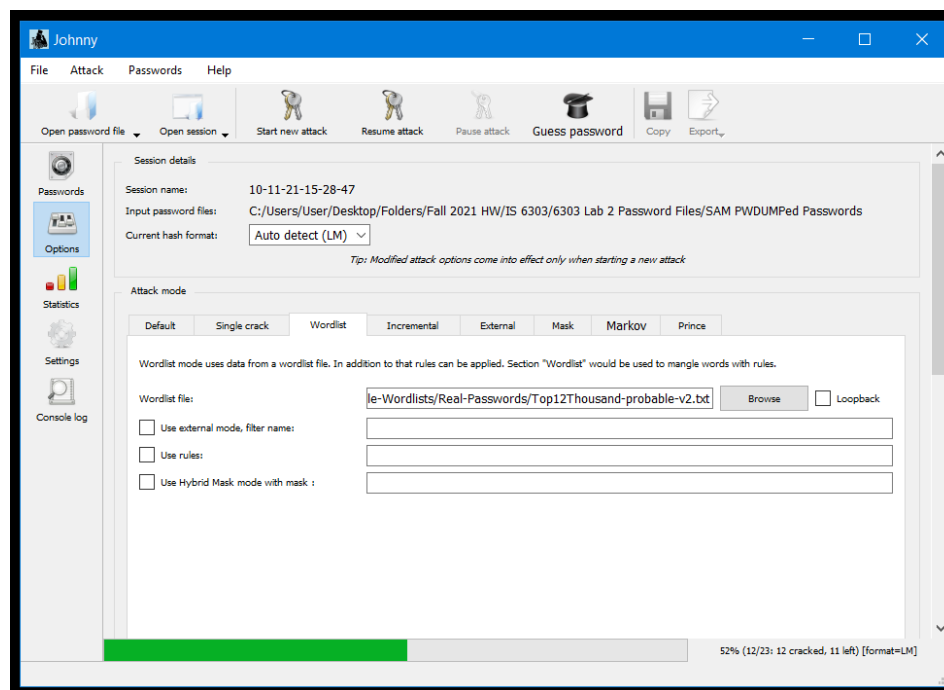 Johnny
File Attack Passwords Help
Open password file Open session Start new attack Resume attack Pause attack Guess password Copy Export
Passwords
Options
Statistics
Settings
Console log
Session details
Session name: 10-11-21-15-28-47
Input password files: C:/Users/User/Desktop/Folders/Fall 2021 HW/IS 6303/6303 Lab 2 Password Files/SAM PWDUMPed Passwords
Current hash format: Auto detect (LM)
Tip: Modified attack options come into effect only when starting a new attack
Attack mode
Default Single crack Wordlist Incremental External Mask Markov Prince
Wordlist mode uses data from a wordlist file. In addition to that rules can be applied. Section "Wordlist" would be used to mangle words with rules.
Wordlist file: le-Wordlists/Real-Passwords/Top12Thousand-probable-v2.txt Browse Loopback
Use external mode, filter name:
Use rules:
Use Hybrid Mask mode with mask :
52% (12/23: 12 cracked, 11 left) [format=LM]